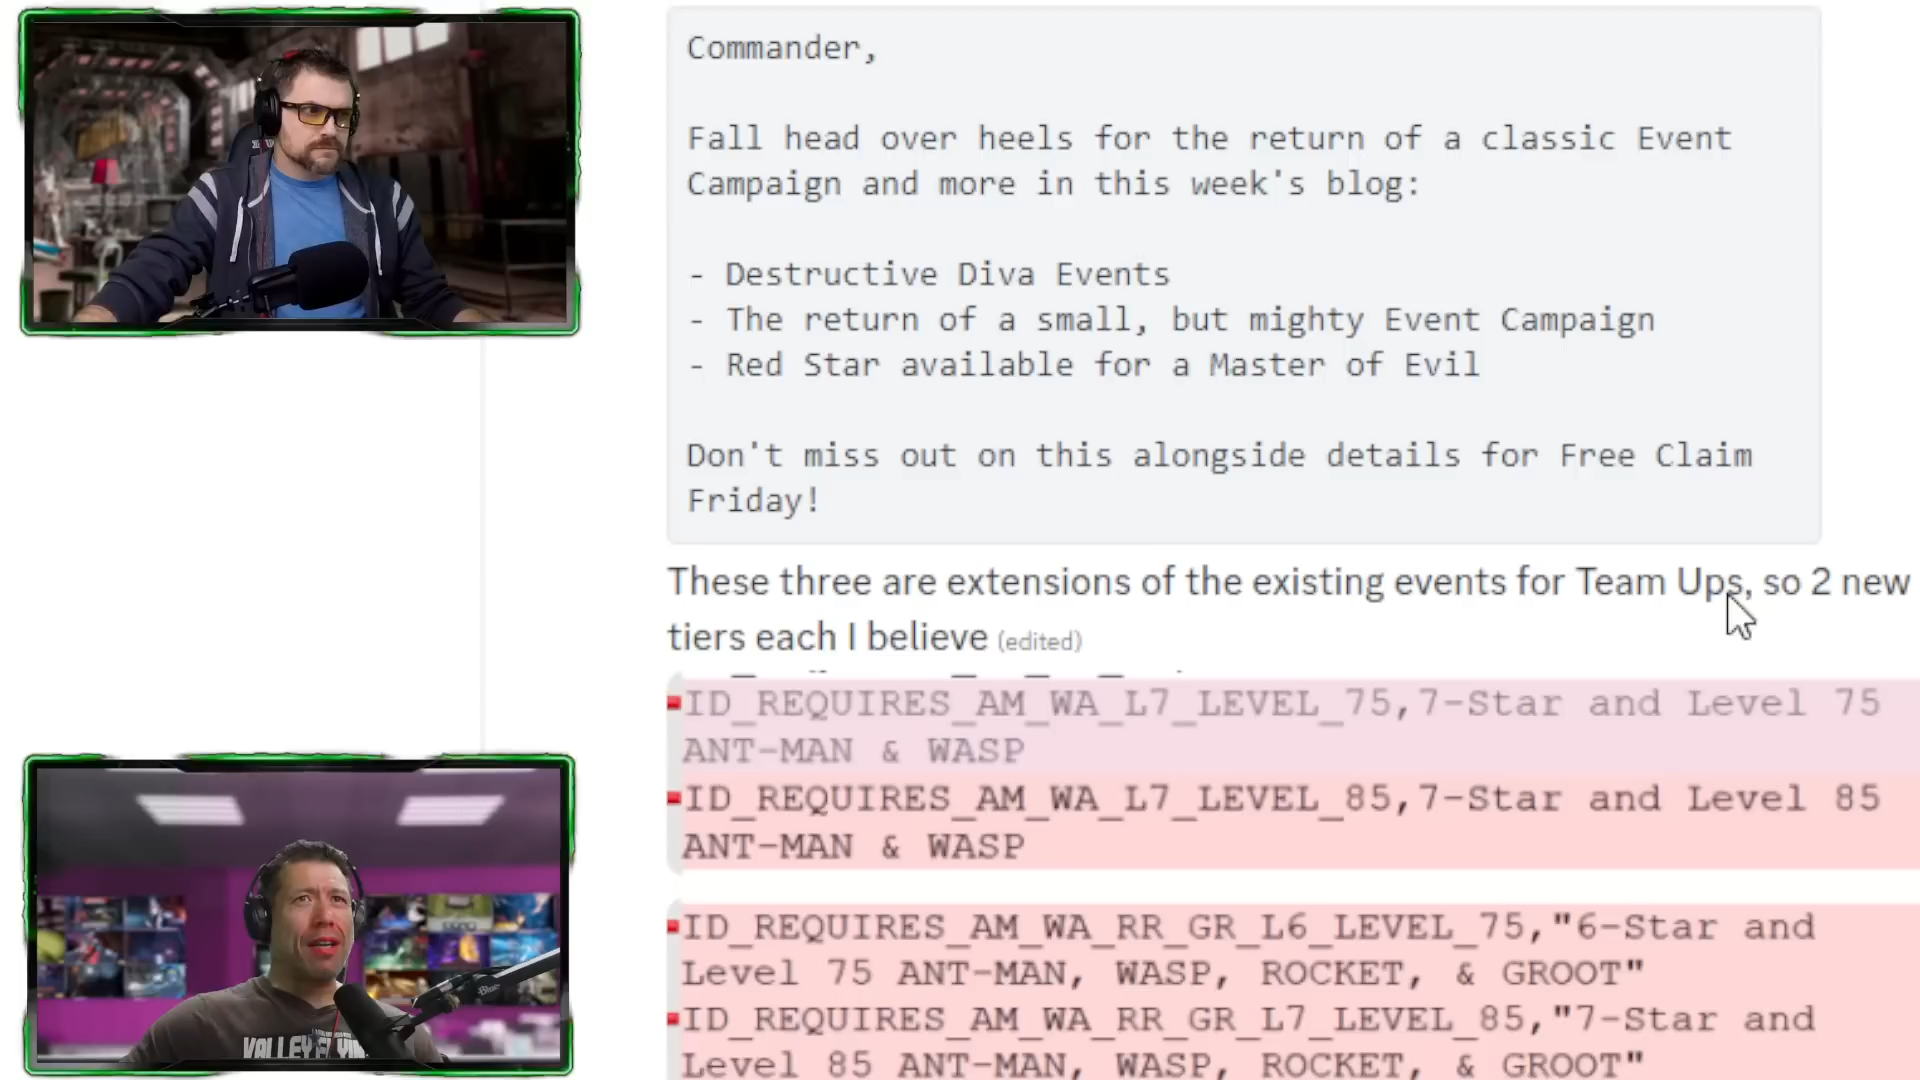 Commander,
Fall head over heels for the return of a classic Event
Campaign and more in this week's blog:
- Destructive Diva Events
- The return of a small, but mighty Event Campaign
- Red Star available for a Master of Evil
Don't miss out on this alongside details for Free Claim
Friday!
These three are extensions of the existing events for Team Ups, so 2 new
tiers each I believe (edited)
-ID_REQUIRES_AM_WA_L7_LEVEL_75,7-Star and Level 75
ANT-MAN & WASP
-ID_REQUIRES_AM_WA_L7_LEVEL_85,7-Star and Level 85
ANT-MAN & WASP
-ID_REQUIRES_AM_WA_RR_GR_L6_LEVEL_75,"6-Star and
Level 75 ANT-MAN, WASP, ROCKET, & GROOT"
-ID_REQUIRES_AM_WA_RR_GR_L7_LEVEL_85,"7-Star and
Level 85 ANT-MAN, WASP, ROCKET, & GROOT"
Blue